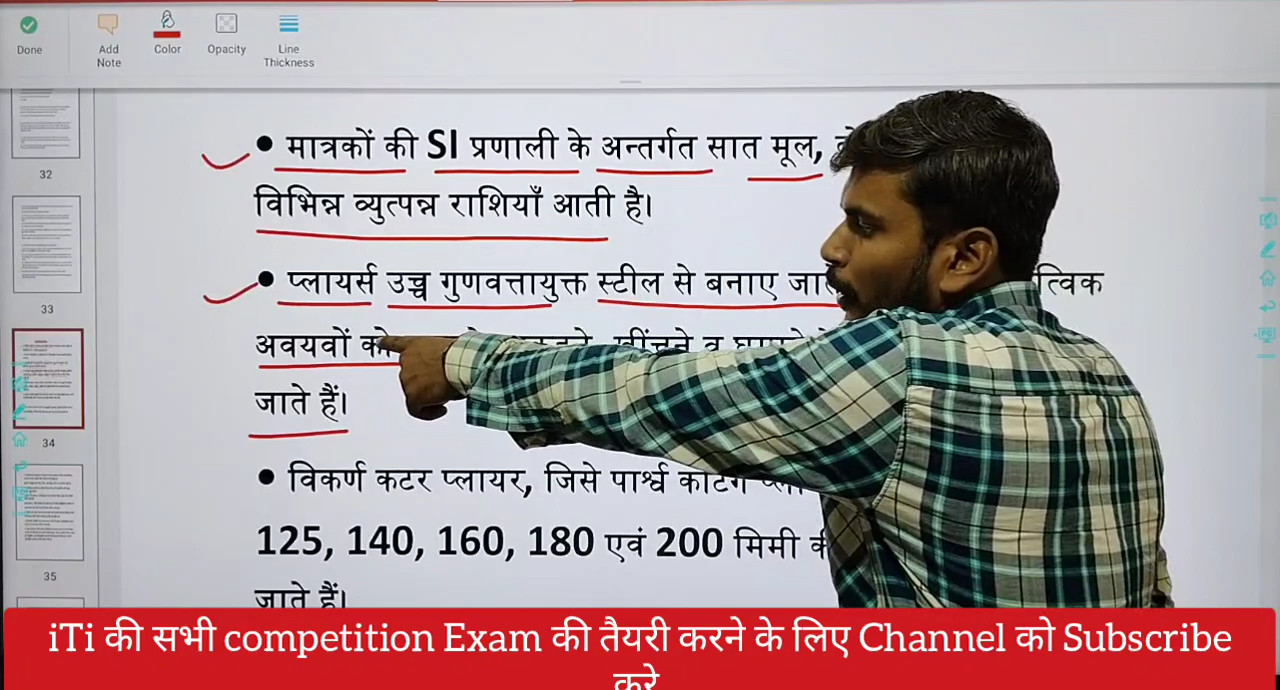 Done
Add Note
Color
Opacity
Line Thickness
32
33
34
35
• मात्रकों की SI प्रणाली के अन्तर्गत सात मूल,
विभिन्न व्युत्पन्न राशियाँ आती है।
• प्लायर्स उच्च गुणवत्तायुक्त स्टील से बनाए
अवयवों को
जाते हैं।
• विकर्ण कटर प्लायर, जिसे पार्श्व
125, 140, 160, 180 एवं 200 मिमी
जाते हैं।
iTi की सभी competition Exam की तैयरी करने के लिए Channel को Subscribe
करे